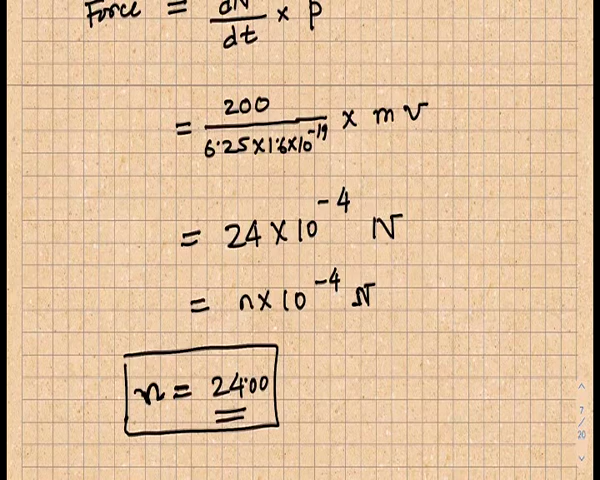 Force = dN/dt × P
= 200/6.25×1.6×10^-19 × m v
= 24×10^-4 N
= n×10^-4 N
n = 24.00
7
/
20